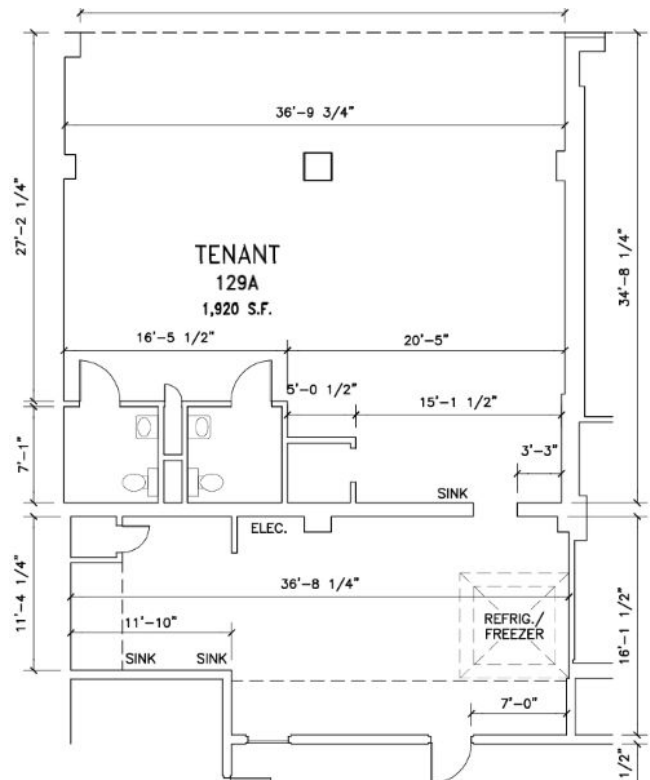 36'-9 3/4"
27'-2 1/4"
34'-8 1/4"
TENANT
129A
1,920 S.F.
16'-5 1/2"
20'-5"
5'-0 1/2"
15'-1 1/2"
7'-1"
3'-3"
SINK
ELEC.
11'-4 1/4"
36'-8 1/4"
16'-1 1/2"
REFRIG./
FREEZER
11'-10"
SINK SINK
7'-0"
1/2"